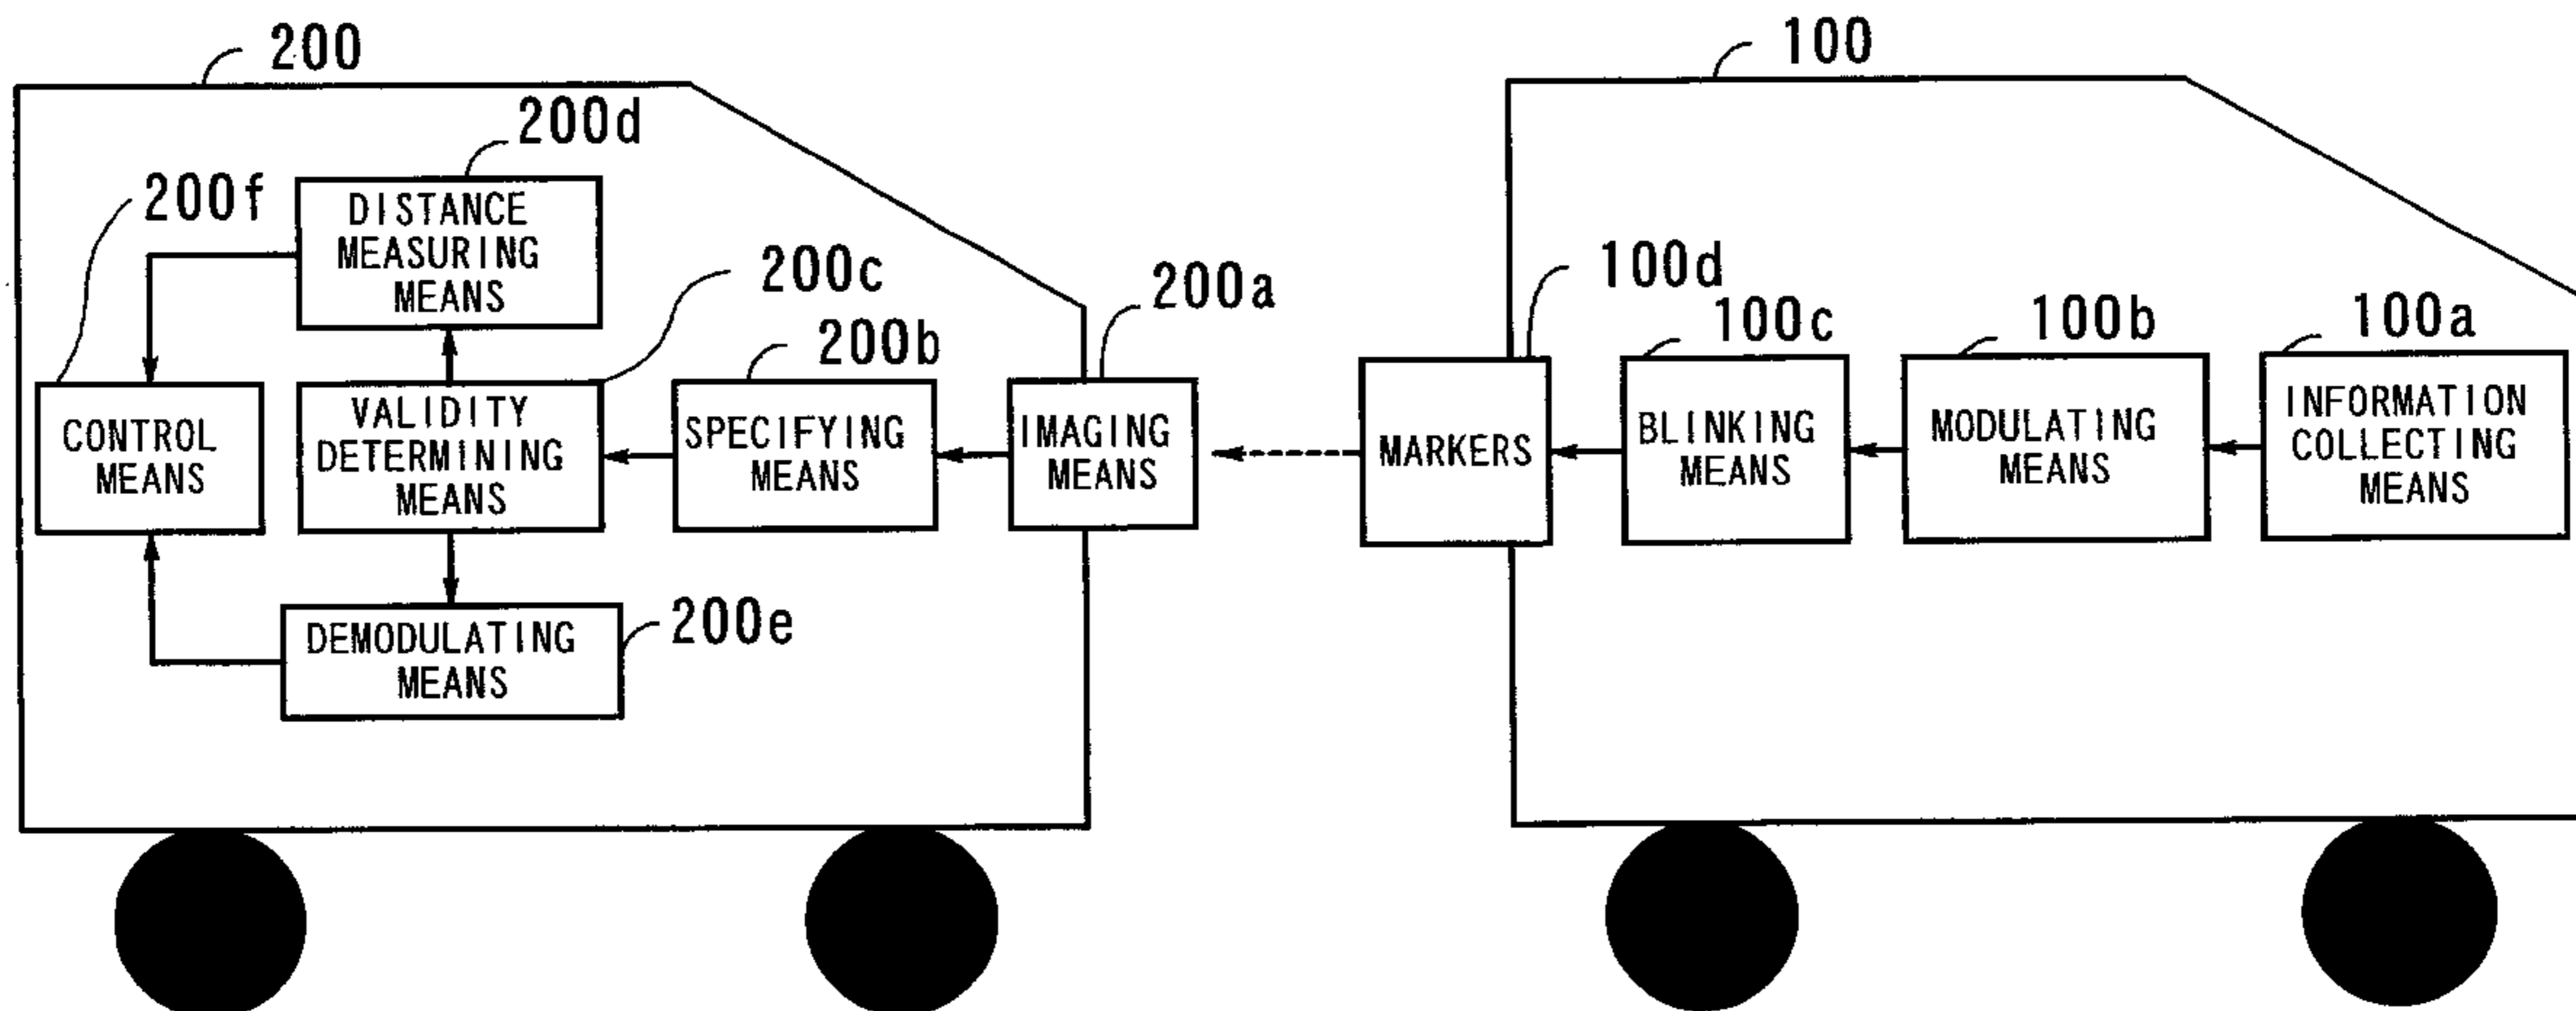 200
100
200d
200f
DISTANCE
MEASURING
MEANS
200c
200a
100d
200b
100c
100b
100a
CONTROL
MEANS
VALIDITY
DETERMINING
MEANS
SPECIFYING
MEANS
IMAGING
MEANS
MARKERS
BLINKING
MEANS
MODULATING
MEANS
INFORMATION
COLLECTING
MEANS
DEMODULATING
MEANS
200e